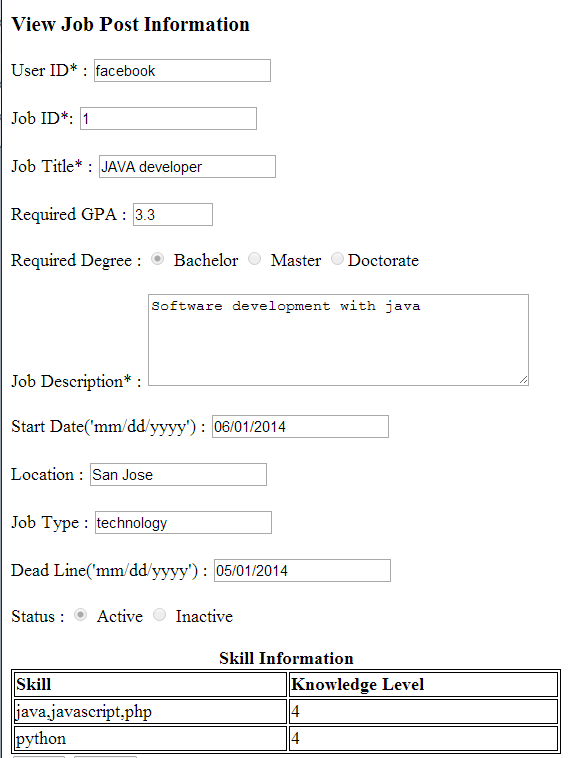 View Job Post Information
User ID* : facebook
Job ID*: 1
Job Title* : JAVA developer
Required GPA : 3.3
Required Degree : Bachelor Master Doctorate
Software development with java
Job Description* :
Start Date('mm/dd/yyyy') : 06/01/2014
Location : San Jose
Job Type : technology
Dead Line('mm/dd/yyyy') : 05/01/2014
Status : Active Inactive
Skill Information
Skill Knowledge Level
java,javascript,php 4
python 4